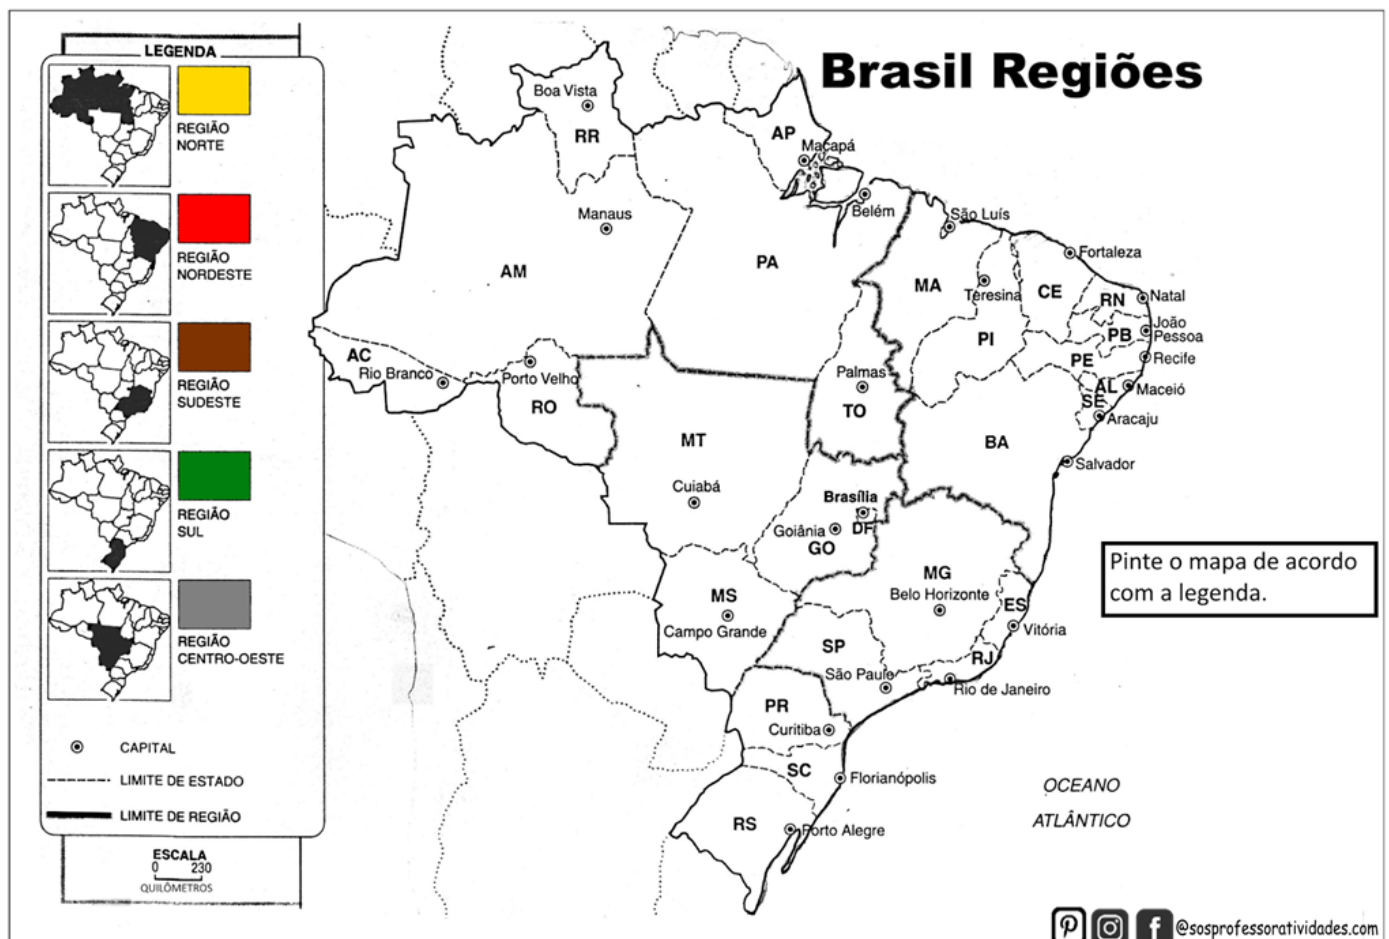 Brasil Regiões
LEGENDA
REGIÃO
NORTE
REGIÃO
NORDESTE
REGIÃO
SUDESTE
REGIÃO
SUL
REGIÃO
CENTRO-OESTE
CAPITAL
LIMITE DE ESTADO
LIMITE DE REGIÃO
ESCALA
0 230
QUILÔMETROS
Boa Vista
RR
AP
Macapá
Manaus
Belém
São Luís
AM
PA
Fortaleza
MA
Teresina
CE
RN
Natal
PI
PB
João
Pessoa
AC
Rio Branco
Porto Velho
RO
Palmas
TO
PE
Recife
AL
Maceió
SE
Aracaju
MT
BA
Salvador
Cuiabá
Brasília
DF
Goiânia
GO
MG
Belo Horizonte
ES
Vitória
MS
Campo Grande
SP
São Paulo
RJ
Rio de Janeiro
PR
Curitiba
SC
Florianópolis
RS
Porto Alegre
Pinte o mapa de acordo
com a legenda.
OCEANO
ATLÂNTICO
@sosprofessoratividades.com